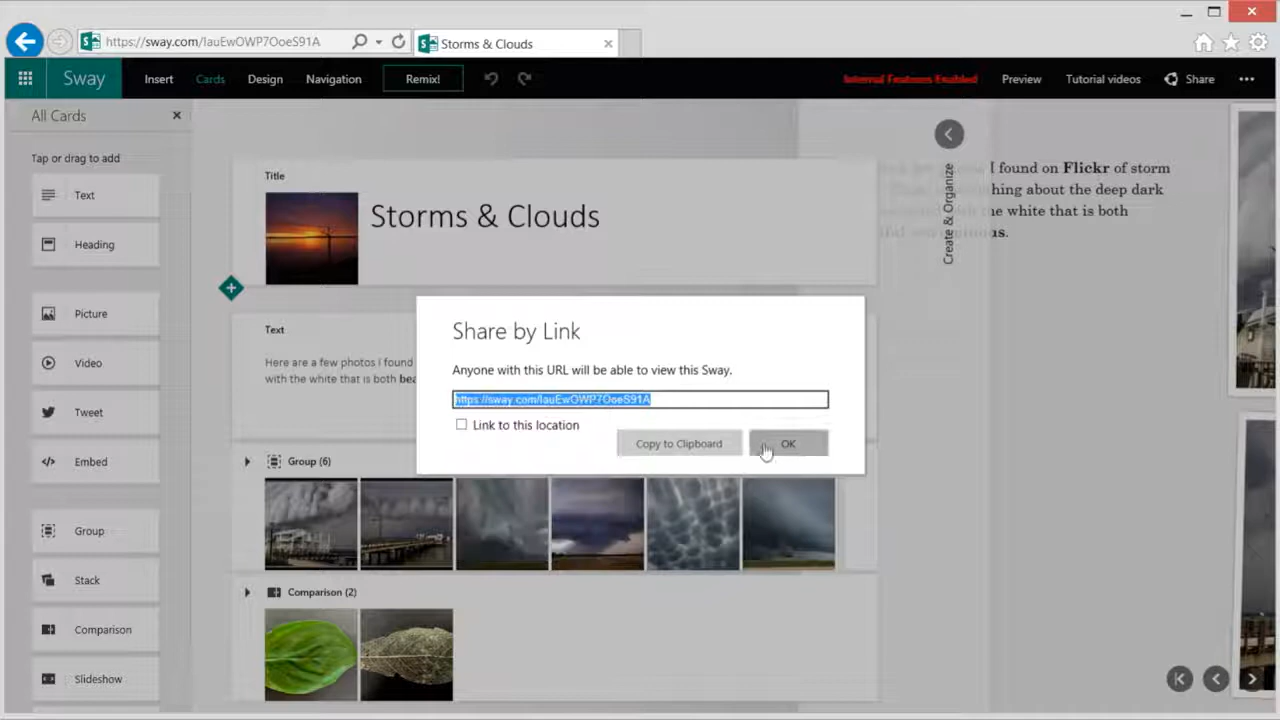 https://sway.com/IauEwOWP7OoeS91A
Storms & Clouds
Sway
Insert
Cards
Design
Navigation
Remix!
Internal Features Enabled
Preview
Tutorial videos
Share
All Cards
Tap or drag to add
Text
Heading
Picture
Video
Tweet
Embed
Group
Stack
Comparison
Slideshow
Title
Storms & Clouds
Text
Here are a few photos I found
with the white that is both bea
Group (6)
Comparison (2)
Share by Link
Anyone with this URL will be able to view this Sway.
https://sway.com/IauEwOWP7OoeS91A
Link to this location
Copy to Clipboard
OK
Create & Organize
I found on Flickr of storm
hing about the deep dark
he white that is both
s.